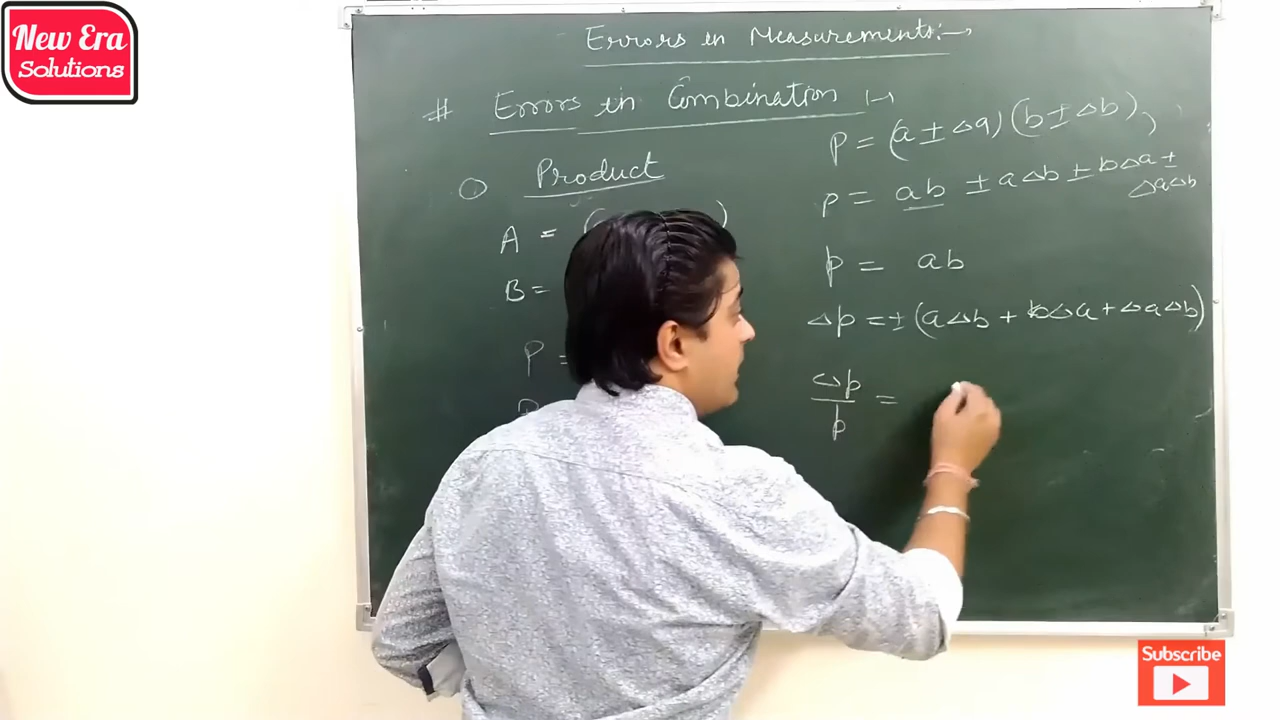 New Era
Solutions
Errors in Measurements:→
# Errors in Combination :→
○ Product
A = (
)
B =
P =
P = (a ± Δa)(b ± Δb),
p = ab ± aΔb ± bΔa ±
ΔaΔb
p = ab
Δp = ±(aΔb + bΔa + ΔaΔb)
Δp/p =
Subscribe